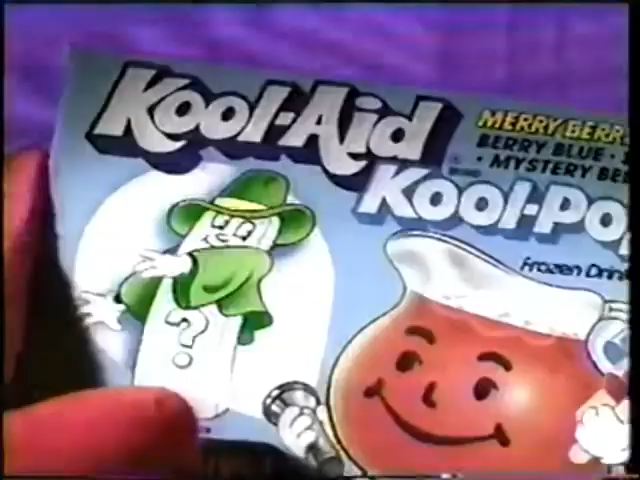 Kool-Aid
MERRY BERR
BERRY BLUE •
• MYSTERY BE
Kool-Po
Frozen Drin
?